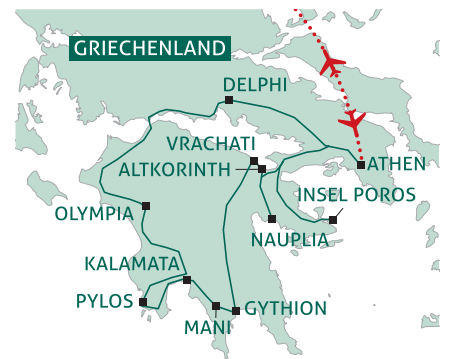 GRIECHENLAND
DELPHI
VRACHATI
ALTKORINTH
ATHEN
INSEL POROS
OLYMPIA
NAUPLIA
KALAMATA
PYLOS
GYTHION
MANI